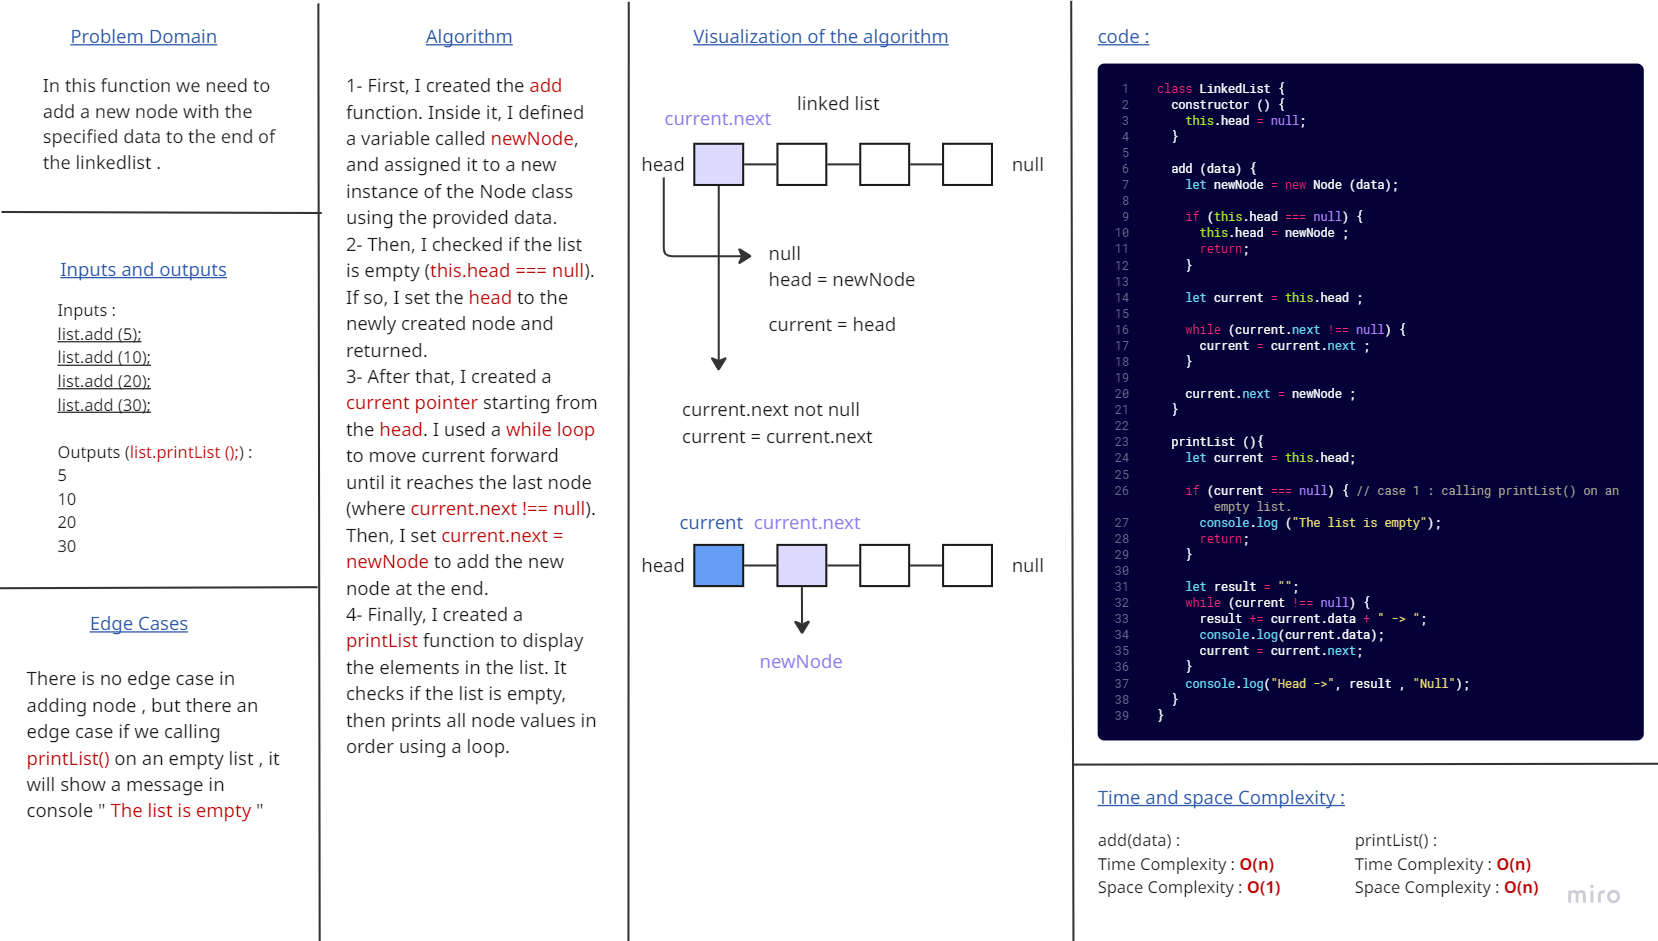 Problem Domain
In this function we need to
add a new node with the
specified data to the end of
the linkedlist .
Inputs and outputs
Inputs :
list.add (5);
list.add (10);
list.add (20);
list.add (30);
Outputs (list.printList ();) :
5
10
20
30
Edge Cases
There is no edge case in
adding node , but there an
edge case if we calling
printList() on an empty list , it
will show a message in
console " The list is empty "
Algorithm
1- First, I created the add
function. Inside it, I defined
a variable called newNode,
and assigned it to a new
instance of the Node class
using the provided data.
2- Then, I checked if the list
is empty (this.head === null).
If so, I set the head to the
newly created node and
returned.
3- After that, I created a
current pointer starting from
the head. I used a while loop
to move current forward
until it reaches the last node
(where current.next !== null).
Then, I set current.next =
newNode to add the new
node at the end.
4- Finally, I created a
printList function to display
the elements in the list. It
checks if the list is empty,
then prints all node values in
order using a loop.
Visualization of the algorithm
linked list
current.next
head
null
null
head = newNode
current = head
current.next not null
current = current.next
current current.next
head
null
newNode
code :
1 class LinkedList {
2 constructor () {
3 this.head = null;
4 }
5
6 add (data) {
7 let newNode = new Node (data);
8
9 if (this.head === null) {
10 this.head = newNode ;
11 return;
12 }
13
14 let current = this.head ;
15
16 while (current.next !== null) {
17 current = current.next ;
18 }
19
20 current.next = newNode ;
21 }
22
23 printList (){
24 let current = this.head;
25
26 if (current === null) { // case 1 : calling printList() on an
empty list.
27 console.log ("The list is empty");
28 return;
29 }
30
31 let result = "";
32 while (current !== null) {
33 result += current.data + " -> ";
34 console.log(current.data);
35 current = current.next;
36 }
37 console.log("Head ->", result , "Null");
38 }
39 }
Time and space Complexity :
add(data) :
Time Complexity : O(n)
Space Complexity : O(1)
printList() :
Time Complexity : O(n)
Space Complexity : O(n)
miro